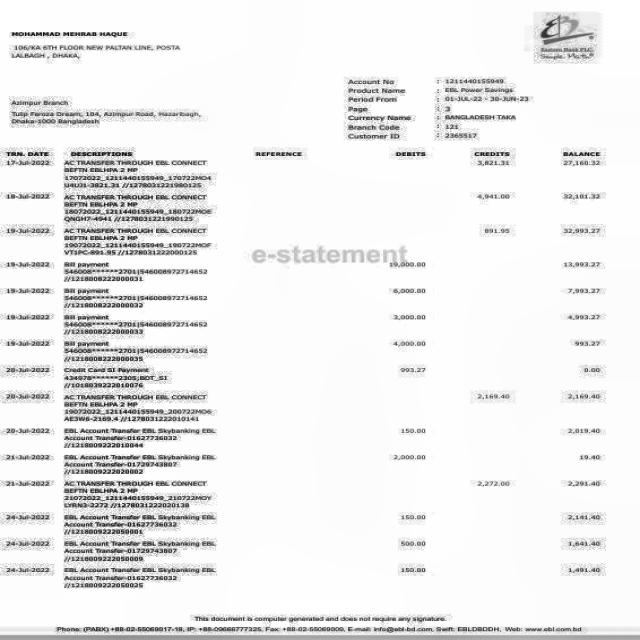 MOHAMMAD MEHRAB HAQUE
106/KA 6TH FLOOR NEW PALTAN LINE, POSTA
LALBAGH , DHAKA,
Eastern Bank PLC.
Simple Math
Azimpur Branch
Tulip Feroza Dream, 184, Azimpur Road, Hazaribagh,
Dhaka-1000 Bangladesh
Account No : 1211440155949
Product Name : EBL Power Savings
Period From : 01-JUL-22 - 30-JUN-23
Page : 3
Currency Name : BANGLADESH TAKA
Branch Code : 121
Customer ID : 2365517
TRN. DATE DESCRIPTIONS REFERENCE DEBITS CREDITS BALANCE
17-Jul-2022 AC TRANSFER THROUGH EBL CONNECT 3,821.31 27,160.32
BEFTN EBLHPA 2 MP
17072022_1211440155949_170722MO4
U4U31-3821.31 //1278031221980125
18-Jul-2022 AC TRANSFER THROUGH EBL CONNECT 4,941.00 32,101.32
BEFTN EBLHPA 2 MP
18072022_1211440155949_180722MOE
QNGH7-4941 //1278031221990125
19-Jul-2022 AC TRANSFER THROUGH EBL CONNECT 891.95 32,993.27
BEFTN EBLHPA 2 MP
19072022_1211440155949_190722MOF
VT1PC-891.95 //1278031222000125
e-statement
19-Jul-2022 Bill payment 19,000.00 13,993.27
546008******2701|546008972714652
//1218008222000031
19-Jul-2022 Bill payment 6,000.00 7,993.27
546008******2701|546008972714652
//1218008222000032
19-Jul-2022 Bill payment 3,000.00 4,993.27
546008******2701|546008972714652
//1218008222000033
19-Jul-2022 Bill payment 4,000.00 993.27
546008******2701|546008972714652
//1218008222000035
20-Jul-2022 Credit Card SI Payment 993.27 0.00
434978******2305;BDT_SI
//1018039222010076
20-Jul-2022 AC TRANSFER THROUGH EBL CONNECT 2,169.40 2,169.40
BEFTN EBLHPA 2 MP
19072022_1211440155949_200722MO6
AE3W6-2169.4 //1278031222010141
20-Jul-2022 EBL Account Transfer EBL Skybanking EBL 150.00 2,019.40
Account Transfer-01627736032
//1218009222010044
21-Jul-2022 EBL Account Transfer EBL Skybanking EBL 2,000.00 19.40
Account Transfer-01729743807
//1218009222020002
21-Jul-2022 AC TRANSFER THROUGH EBL CONNECT 2,272.00 2,291.40
BEFTN EBLHPA 2 MP
21072022_1211440155949_210722MOY
LYRN3-2272 //1278031222020138
24-Jul-2022 EBL Account Transfer EBL Skybanking EBL 150.00 2,141.40
Account Transfer-01627736032
//1218009222050001
24-Jul-2022 EBL Account Transfer EBL Skybanking EBL 500.00 1,641.40
Account Transfer-01729743807
//1218009222050009
24-Jul-2022 EBL Account Transfer EBL Skybanking EBL 150.00 1,491.40
Account Transfer-01627736032
//1218009222050025
This document is computer generated and does not require any signature.
Phone: (PABX) +88-02-55069017-18, IP: +88-09666777325, Fax: +88-02-55069009, E-mail: info@ebl-bd.com, Swift: EBLDBDDH, Web: www.ebl.com.bd